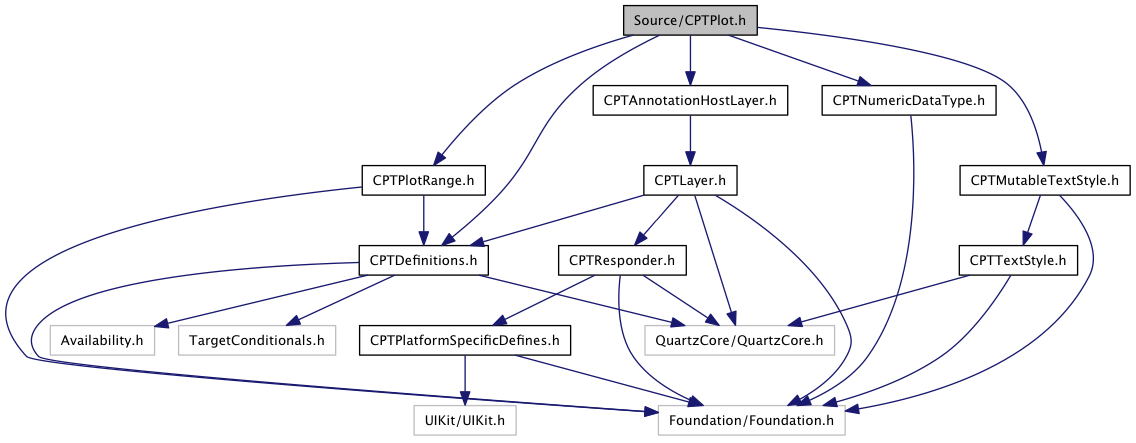 Source/CPTPlot.h
CPTAnnotationHostLayer.h
CPTNumericDataType.h
CPTPlotRange.h
CPTLayer.h
CPTMutableTextStyle.h
CPTDefinitions.h
CPTResponder.h
CPTTextStyle.h
Availability.h
TargetConditionals.h
CPTPlatformSpecificDefines.h
QuartzCore/QuartzCore.h
UIKit/UIKit.h
Foundation/Foundation.h